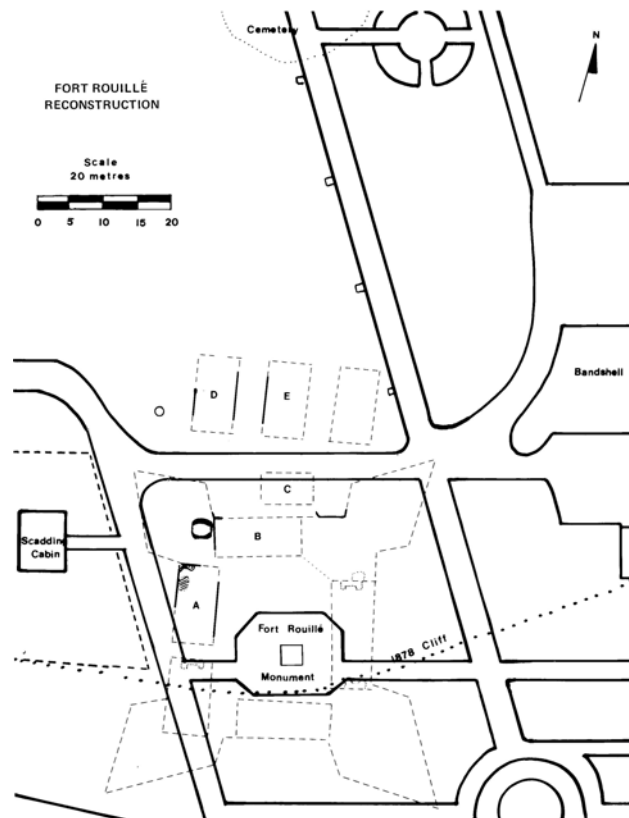 Cemetery
N
FORT ROUILLÉ
RECONSTRUCTION
Scale
20 metres
0 5 10 15 20
Bandshell
D
E
C
B
Scadding
Cabin
A
Fort Rouillé
Monument
1878 Cliff